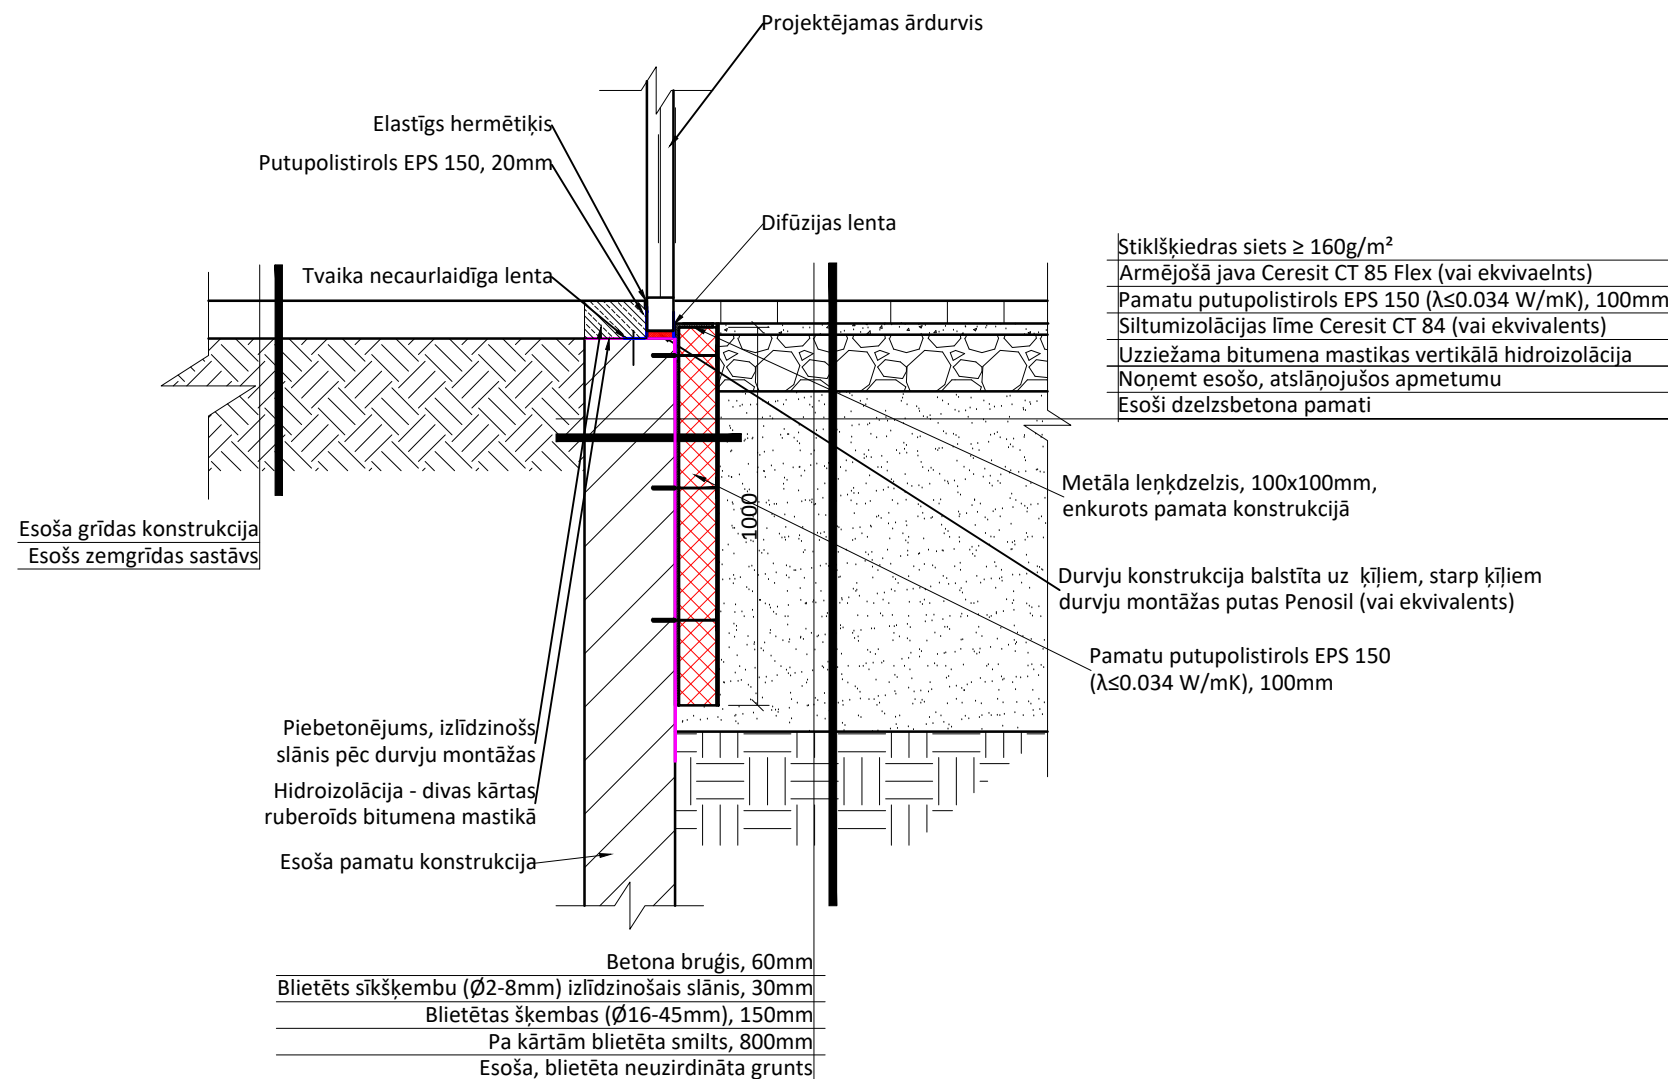 Projektējamas ārdurvis
Elastīgs hermētiķis
Putupolistirols EPS 150, 20mm
Difūzijas lenta
Tvaika necaurlaidīga lenta
Stiklšķiedras siets ≥ 160g/m²
Armējošā java Ceresit CT 85 Flex (vai ekvivaelnts)
Pamatu putupolistirols EPS 150 (λ≤0.034 W/mK), 100mm
Siltumizolācijas līme Ceresit CT 84 (vai ekvivalents)
Uzziežama bitumena mastikas vertikālā hidroizolācija
Noņemt esošo, atslāņojušos apmetumu
Esoši dzelzsbetona pamati
Metāla leņķdzelzis, 100x100mm,
enkurots pamata konstrukcijā
1000
Esoša grīdas konstrukcija
Esošs zemgrīdas sastāvs
Durvju konstrukcija balstīta uz ķīļiem, starp ķīļiem
durvju montāžas putas Penosil (vai ekvivalents)
Pamatu putupolistirols EPS 150
(λ≤0.034 W/mK), 100mm
Piebetonējums, izlīdzinošs
slānis pēc durvju montāžas
Hidroizolācija - divas kārtas
ruberoīds bitumena mastikā
Esoša pamatu konstrukcija
Betona bruģis, 60mm
Blietēts sīkšķembu (Ø2-8mm) izlīdzinošais slānis, 30mm
Blietētas šķembas (Ø16-45mm), 150mm
Pa kārtām blietēta smilts, 800mm
Esoša, blietēta neuzirdināta grunts